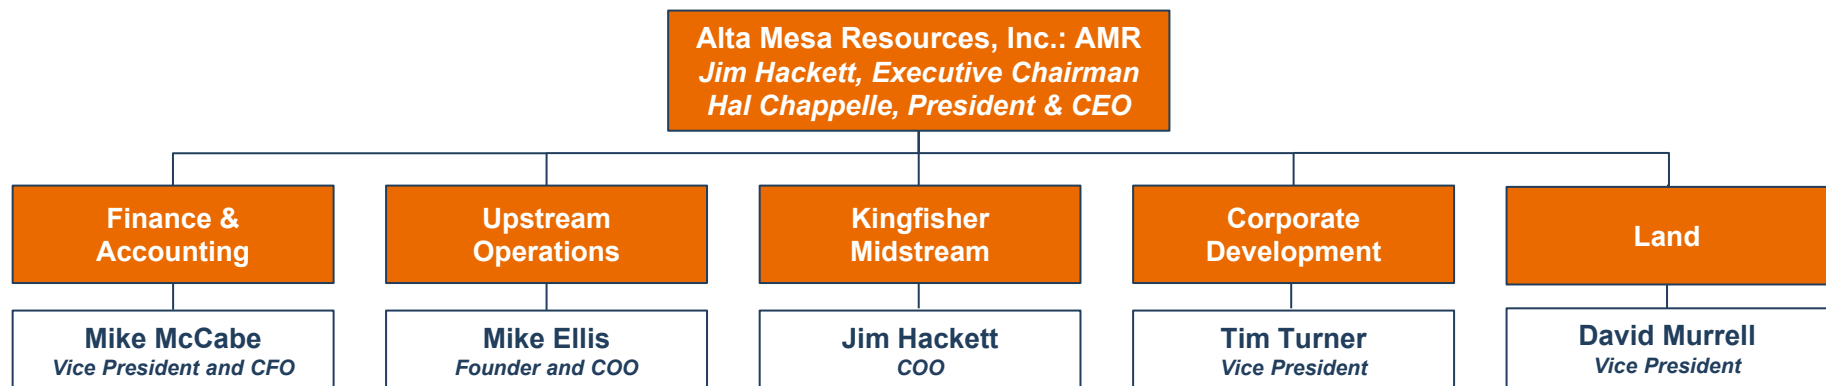 Alta Mesa Resources, Inc.: AMR
Jim Hackett, Executive Chairman
Hal Chappelle, President & CEO
Finance &
Accounting
Mike McCabe
Vice President and CFO
Upstream
Operations
Mike Ellis
Founder and COO
Kingfisher
Midstream
Jim Hackett
COO
Corporate
Development
Tim Turner
Vice President
Land
David Murrell
Vice President